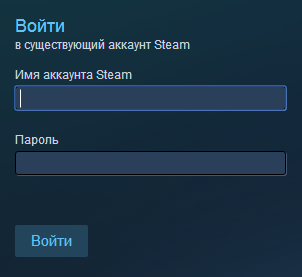 Войти
в существующий аккаунт Steam
Имя аккаунта Steam
Пароль
Войти